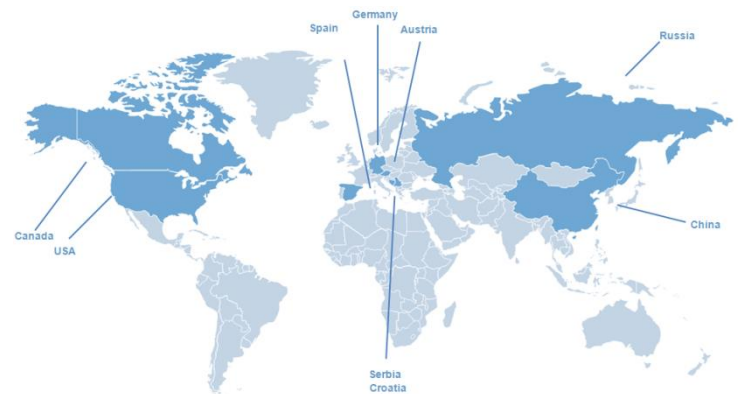 Germany
Spain
Austria
Russia
Canada
USA
China
Serbia
Croatia